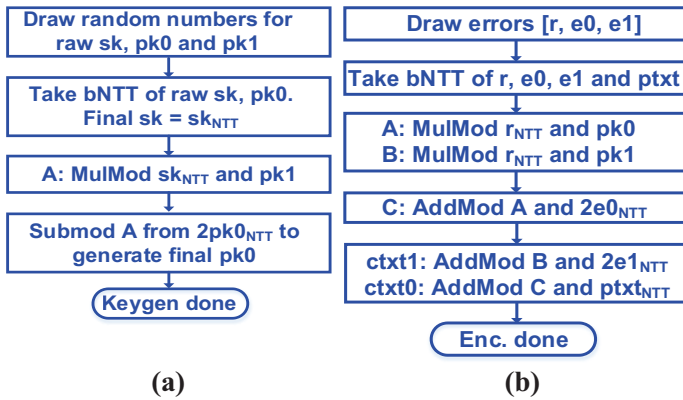 Draw random numbers for
raw sk, pk0 and pk1
Take bNTT of raw sk, pk0.
Final sk = skNTT
A: MulMod skNTT and pk1
Submod A from 2pk0NTT to
generate final pk0
Keygen done
(a)
Draw errors [r, e0, e1]
Take bNTT of r, e0, e1 and ptxt
A: MulMod rNTT and pk0
B: MulMod rNTT and pk1
C: AddMod A and 2e0NTT
ctxt1: AddMod B and 2e1NTT
ctxt0: AddMod C and ptxtNTT
Enc. done
(b)